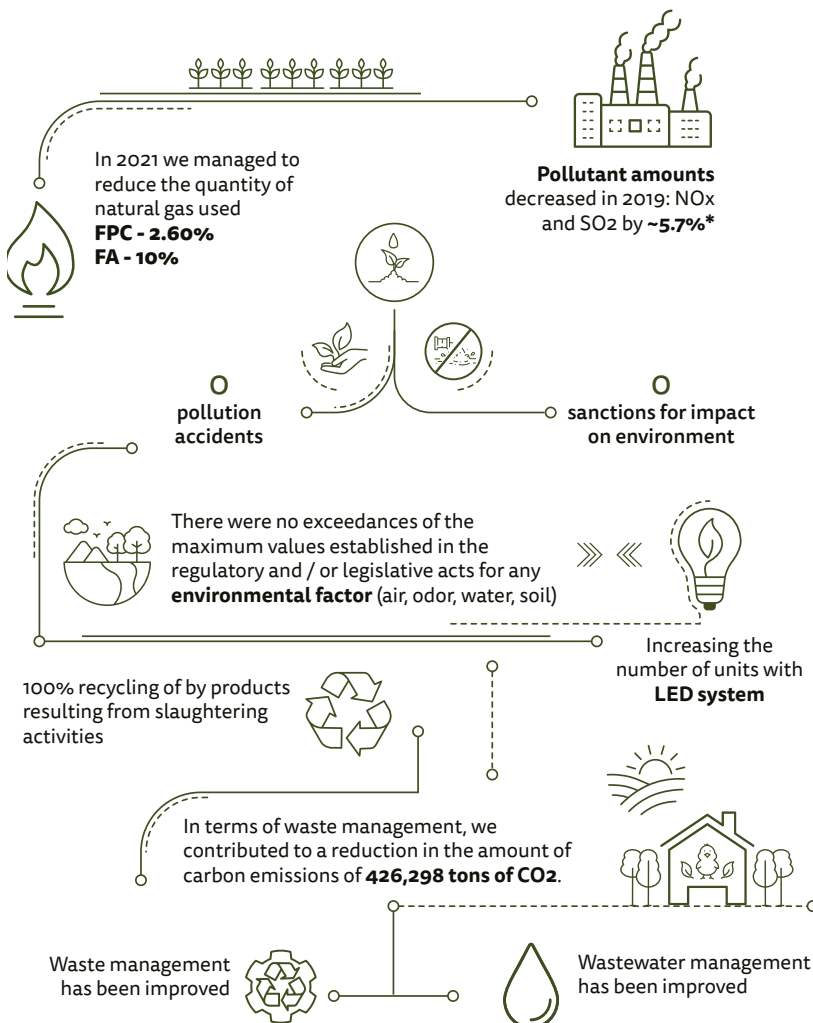 In 2021 we managed to
reduce the quantity of
natural gas used
FPC - 2.60%
FA - 10%
Pollutant amounts
decreased in 2019: NOx
and SO2 by ~5.7%*
0
pollution
accidents
0
sanctions for impact
on environment
There were no exceedances of the
maximum values established in the
regulatory and / or legislative acts for any
environmental factor (air, odor, water, soil)
Increasing the
number of units with
LED system
100% recycling of by products
resulting from slaughtering
activities
In terms of waste management, we
contributed to a reduction in the amount of
carbon emissions of 426,298 tons of CO2.
Waste management
has been improved
Wastewater management
has been improved